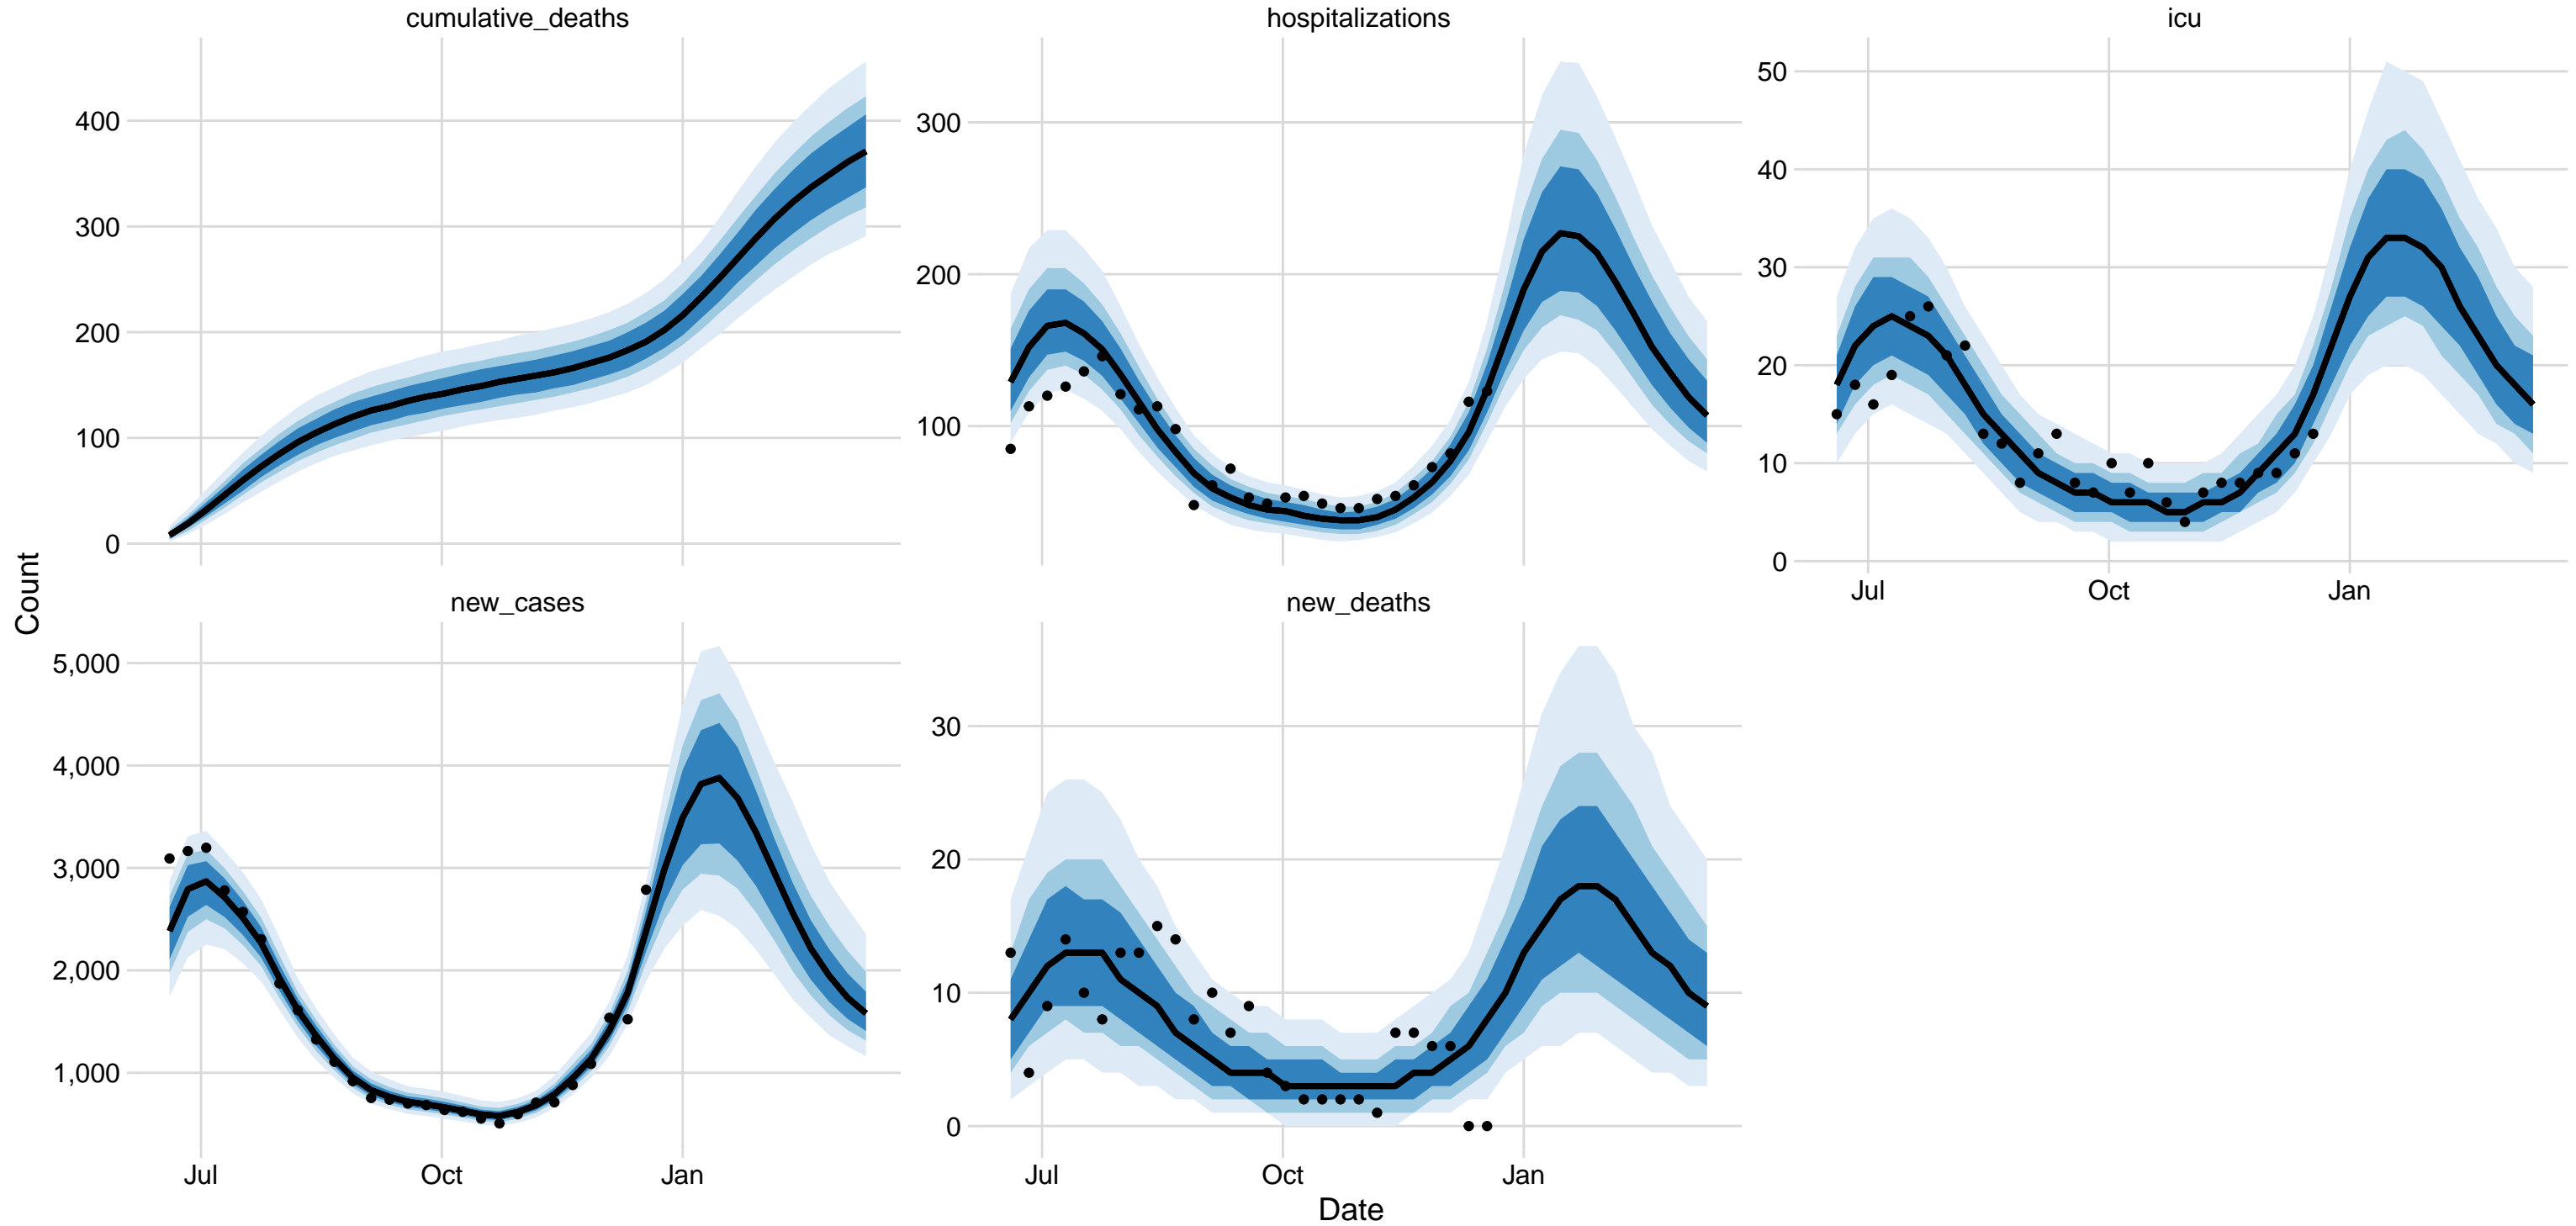 cumulative_deaths
hospitalizations
icu
400
300
200
100
0
300
200
100
50
40
30
20
10
0
Jul
Oct
Jan
Count
new_cases
new_deaths
5,000
4,000
3,000
2,000
1,000
30
20
10
0
Jul
Oct
Jan
Jul
Oct
Jan
Date